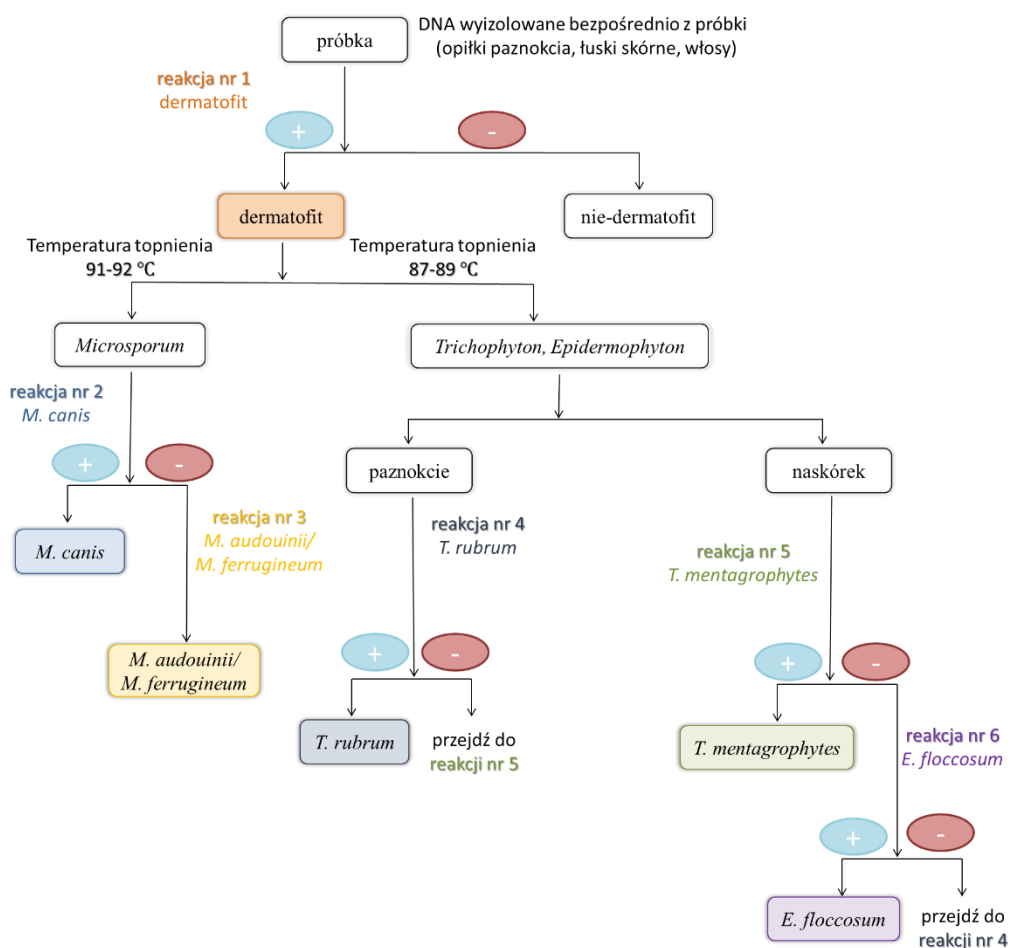 DNA wyizolowane bezpośrednio z próbki
(opiłki paznokcia, łuski skórne, włosy)
próbka
reakcja nr 1
dermatofit
+
-
dermatofit
nie-dermatofit
Temperatura topnienia
91-92 °C
Temperatura topnienia
87-89 °C
Microsporum
Trichophyton, Epidermophyton
reakcja nr 2
M. canis
+
-
paznokcie
naskórek
M. canis
reakcja nr 3
M. audouinii/
M. ferrugineum
reakcja nr 4
T. rubrum
reakcja nr 5
T. mentagrophytes
M. audouinii/
M. ferrugineum
+
-
+
-
T. rubrum
przejdź do
reakcji nr 5
T. mentagrophytes
reakcja nr 6
E. floccosum
+
-
E. floccosum
przejdź do
reakcji nr 4